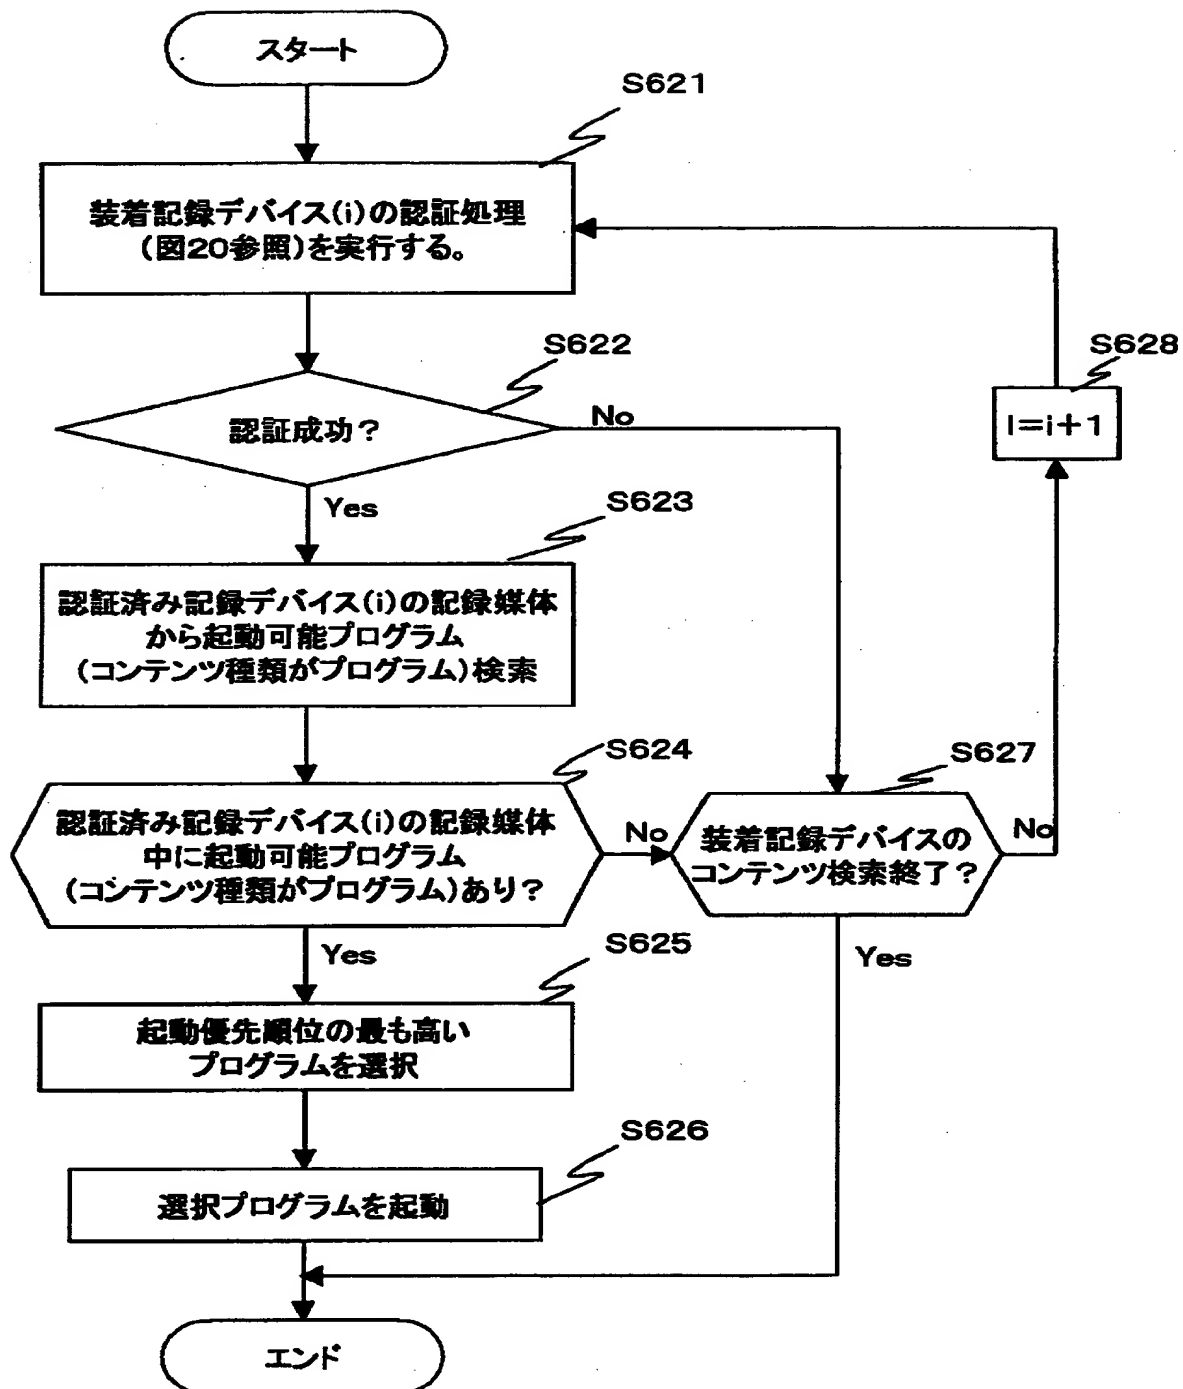 スタート
S621
装着記録デバイス(i)の認証処理
(図20参照)を実行する。
S622
認証成功？
No
Yes
S628
I=i+1
S623
認証済み記録デバイス(i)の記録媒体
から起動可能プログラム
(コンテンツ種類がプログラム)検索
S624
認証済み記録デバイス(i)の記録媒体
中に起動可能プログラム
(コンテンツ種類がプログラム)あり？
No
Yes
S627
装着記録デバイスの
コンテンツ検索終了？
No
Yes
S625
起動優先順位の最も高い
プログラムを選択
S626
選択プログラムを起動
エンド